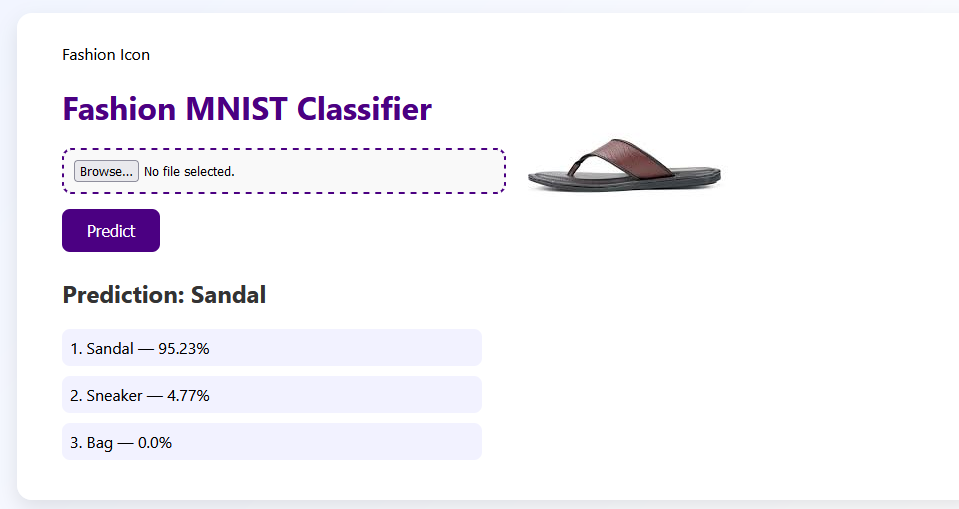 Fashion Icon
Fashion MNIST Classifier
Browse... No file selected.
Predict
Prediction: Sandal
1. Sandal — 95.23%
2. Sneaker — 4.77%
3. Bag — 0.0%